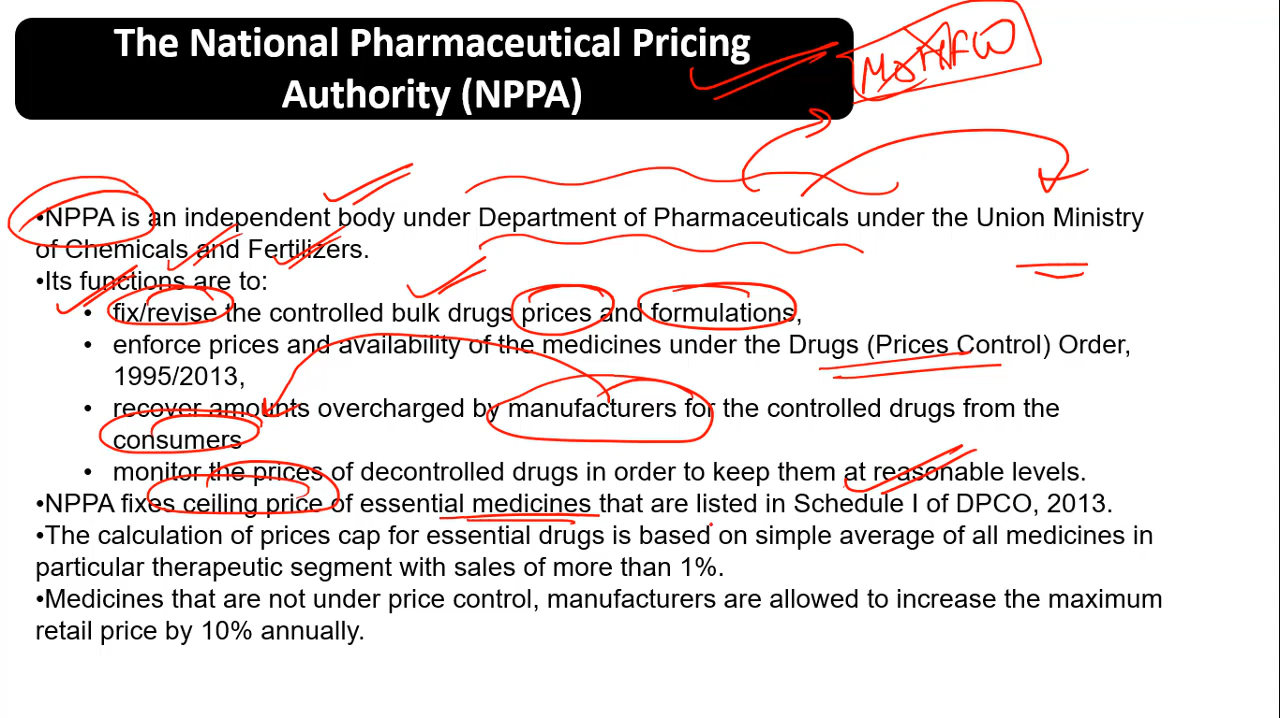 The National Pharmaceutical Pricing
Authority (NPPA)
MoHFW
•NPPA is an independent body under Department of Pharmaceuticals under the Union Ministry
of Chemicals and Fertilizers.
•Its functions are to:
• fix/revise the controlled bulk drugs prices and formulations,
• enforce prices and availability of the medicines under the Drugs (Prices Control) Order,
1995/2013,
• recover amounts overcharged by manufacturers for the controlled drugs from the
consumers
• monitor the prices of decontrolled drugs in order to keep them at reasonable levels.
•NPPA fixes ceiling price of essential medicines that are listed in Schedule I of DPCO, 2013.
•The calculation of prices cap for essential drugs is based on simple average of all medicines in
particular therapeutic segment with sales of more than 1%.
•Medicines that are not under price control, manufacturers are allowed to increase the maximum
retail price by 10% annually.